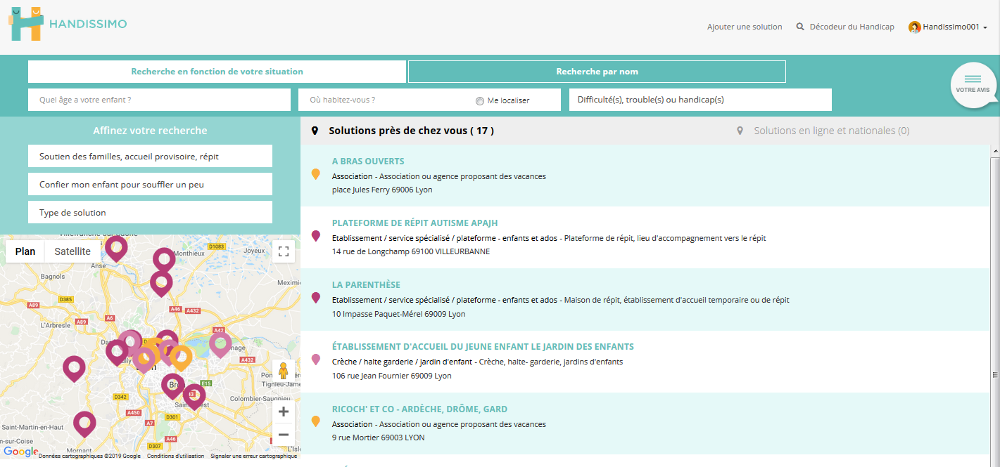 HANDISSIMO
Ajouter une solution
Décodeur du Handicap
Handissimo001
Recherche en fonction de votre situation
Recherche par nom
VOTRE AVIS
Quel âge a votre enfant ?
Où habitez-vous ?
Me localiser
Difficulté(s), trouble(s) ou handicap(s)
Affinez votre recherche
Soutien des familles, accueil provisoire, répit
Confier mon enfant pour souffler un peu
Type de solution
Solutions près de chez vous ( 17 )
Solutions en ligne et nationales (0)
A BRAS OUVERTS
Association - Association ou agence proposant des vacances
place Jules Ferry 69006 Lyon
PLATEFORME DE RÉPIT AUTISME APAJH
Etablissement / service spécialisé / plateforme - enfants et ados - Plateforme de répit, lieu d'accompagnement vers le répit
14 rue de Longchamp 69100 VILLEURBANNE
LA PARENTHÈSE
Etablissement / service spécialisé / plateforme - enfants et ados - Maison de répit, établissement d'accueil temporaire ou de répit
10 Impasse Paquet-Mérel 69009 Lyon
ÉTABLISSEMENT D'ACCUEIL DU JEUNE ENFANT LE JARDIN DES ENFANTS
Crèche / halte garderie / jardin d'enfant - Crèche, halte- garderie, jardins d'enfants
106 rue Jean Fournier 69009 Lyon
RICOCH' ET CO - ARDÈCHE, DRÔME, GARD
Association - Association ou agence proposant des vacances
9 rue Mortier 69003 LYON
Plan
Satellite
D1083
Monthieux
Joyeux
Anse
Bagnols
Meximi
D385
A89
A46
A432
A6
L'Arbresle
A89
A42
A432
E15
Tignieu-Jame
D342
Colombier-Saugnieu
A450
D301
Saint-Martin-en-Haut
A7
n-sur-Coise
A46
D307
Mornant
L'Isle
Google
Données cartographiques ©2019 Google
Conditions d'utilisation
Signaler une erreur cartographique